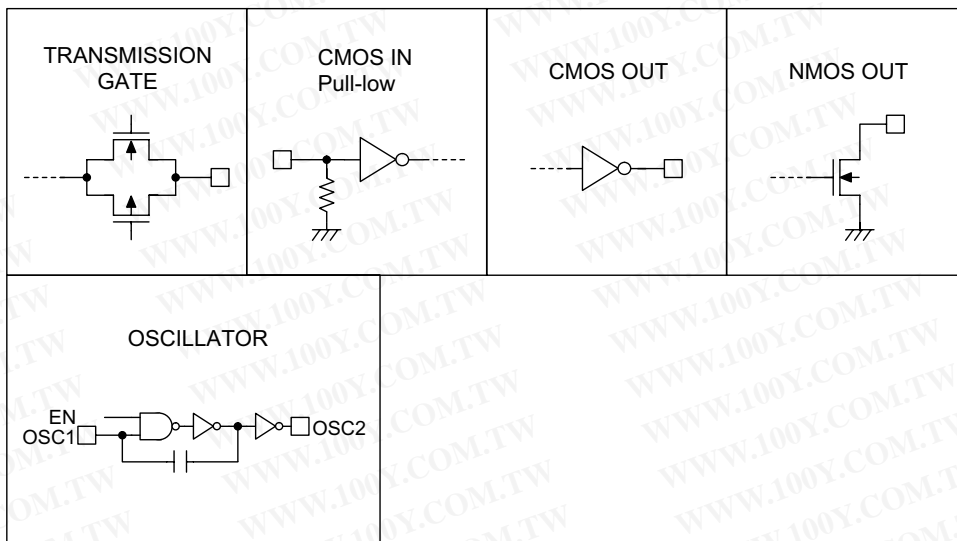 TRANSMISSION
GATE
CMOS IN
Pull-low
CMOS OUT
NMOS OUT
OSCILLATOR
EN
OSC1
OSC2
WWW.100Y.COM.TW